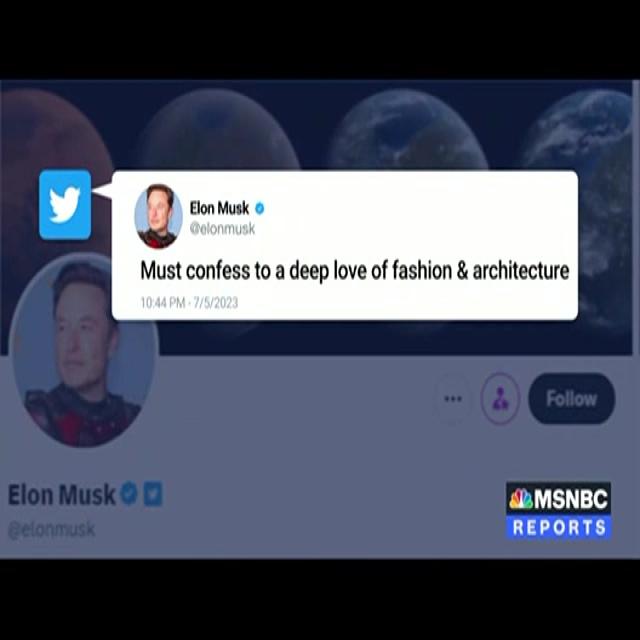 Elon Musk
@elonmusk
Must confess to a deep love of fashion & architecture
10:44 PM - 7/5/2023
Follow
Elon Musk
@elonmusk
MSNBC
REPORTS